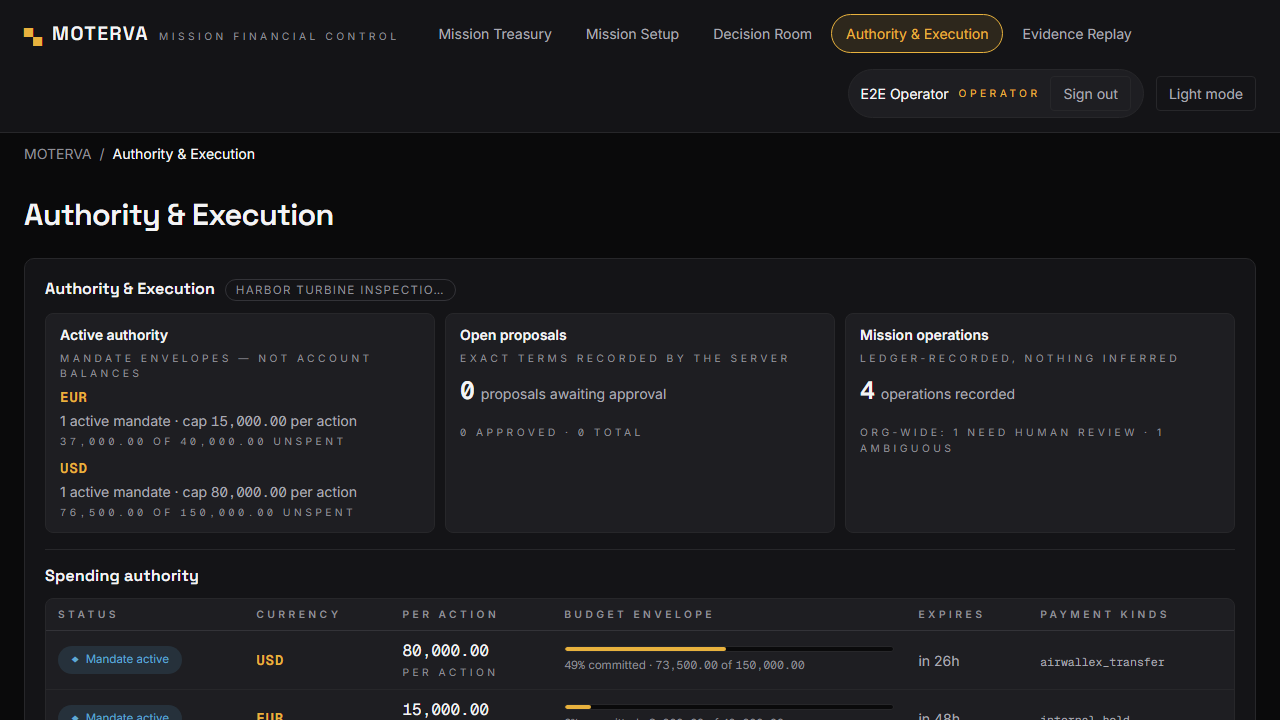 MOTERVA MISSION FINANCIAL CONTROL Mission Treasury Mission Setup Decision Room Authority & Execution Evidence Replay
E2E Operator OPERATOR Sign out Light mode
MOTERVA / Authority & Execution
Authority & Execution
Authority & Execution HARBOR TURBINE INSPECTIO…
Active authority
MANDATE ENVELOPES — NOT ACCOUNT
BALANCES
EUR
1 active mandate · cap 15,000.00 per action
37,000.00 OF 40,000.00 UNSPENT
USD
1 active mandate · cap 80,000.00 per action
76,500.00 OF 150,000.00 UNSPENT
Open proposals
EXACT TERMS RECORDED BY THE SERVER
0 proposals awaiting approval
0 APPROVED · 0 TOTAL
Mission operations
LEDGER-RECORDED, NOTHING INFERRED
4 operations recorded
ORG-WIDE: 1 NEED HUMAN REVIEW · 1
AMBIGUOUS
Spending authority
STATUS CURRENCY PER ACTION BUDGET ENVELOPE EXPIRES PAYMENT KINDS
Mandate active USD 80,000.00 PER ACTION 49% committed · 73,500.00 of 150,000.00 in 26h airwallex_transfer
Mandate active EUR 15,000.00 in 48h internal_hold